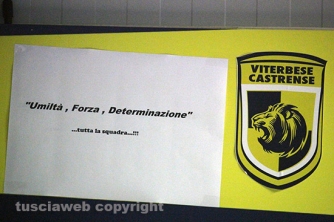 "Umiltà , Forza , Determinazione"
...tutta la squadra...!!!
VITERBESE
CASTRENSE
tusciaweb copyright